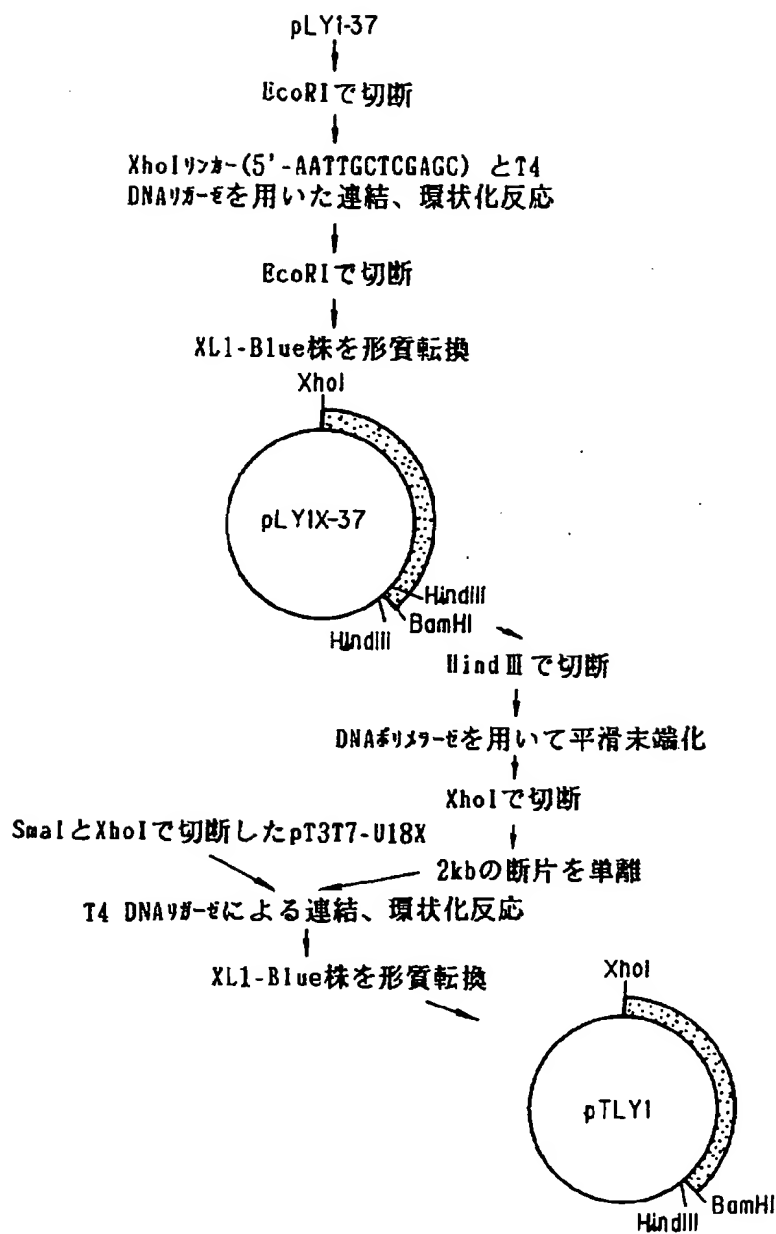 pLY1-37
EcoRIで切断
XhoIリンカー(5'-AATTGCTCGAGC) とT4
DNAリガーゼを用いた連結、環状化反応
EcoRIで切断
XL1-Blue株を形質転換
XhoI
pLY1X-37
HindIII
BamHI
HindIII
HindⅢで切断
DNAポリメラーゼを用いて平滑末端化
XhoIで切断
SmaIとXhoIで切断したpT3T7-U18X
2kbの断片を単離
T4 DNAリガーゼによる連結、環状化反応
XL1-Blue株を形質転換
XhoI
pTLY1
BamHI
HindIII